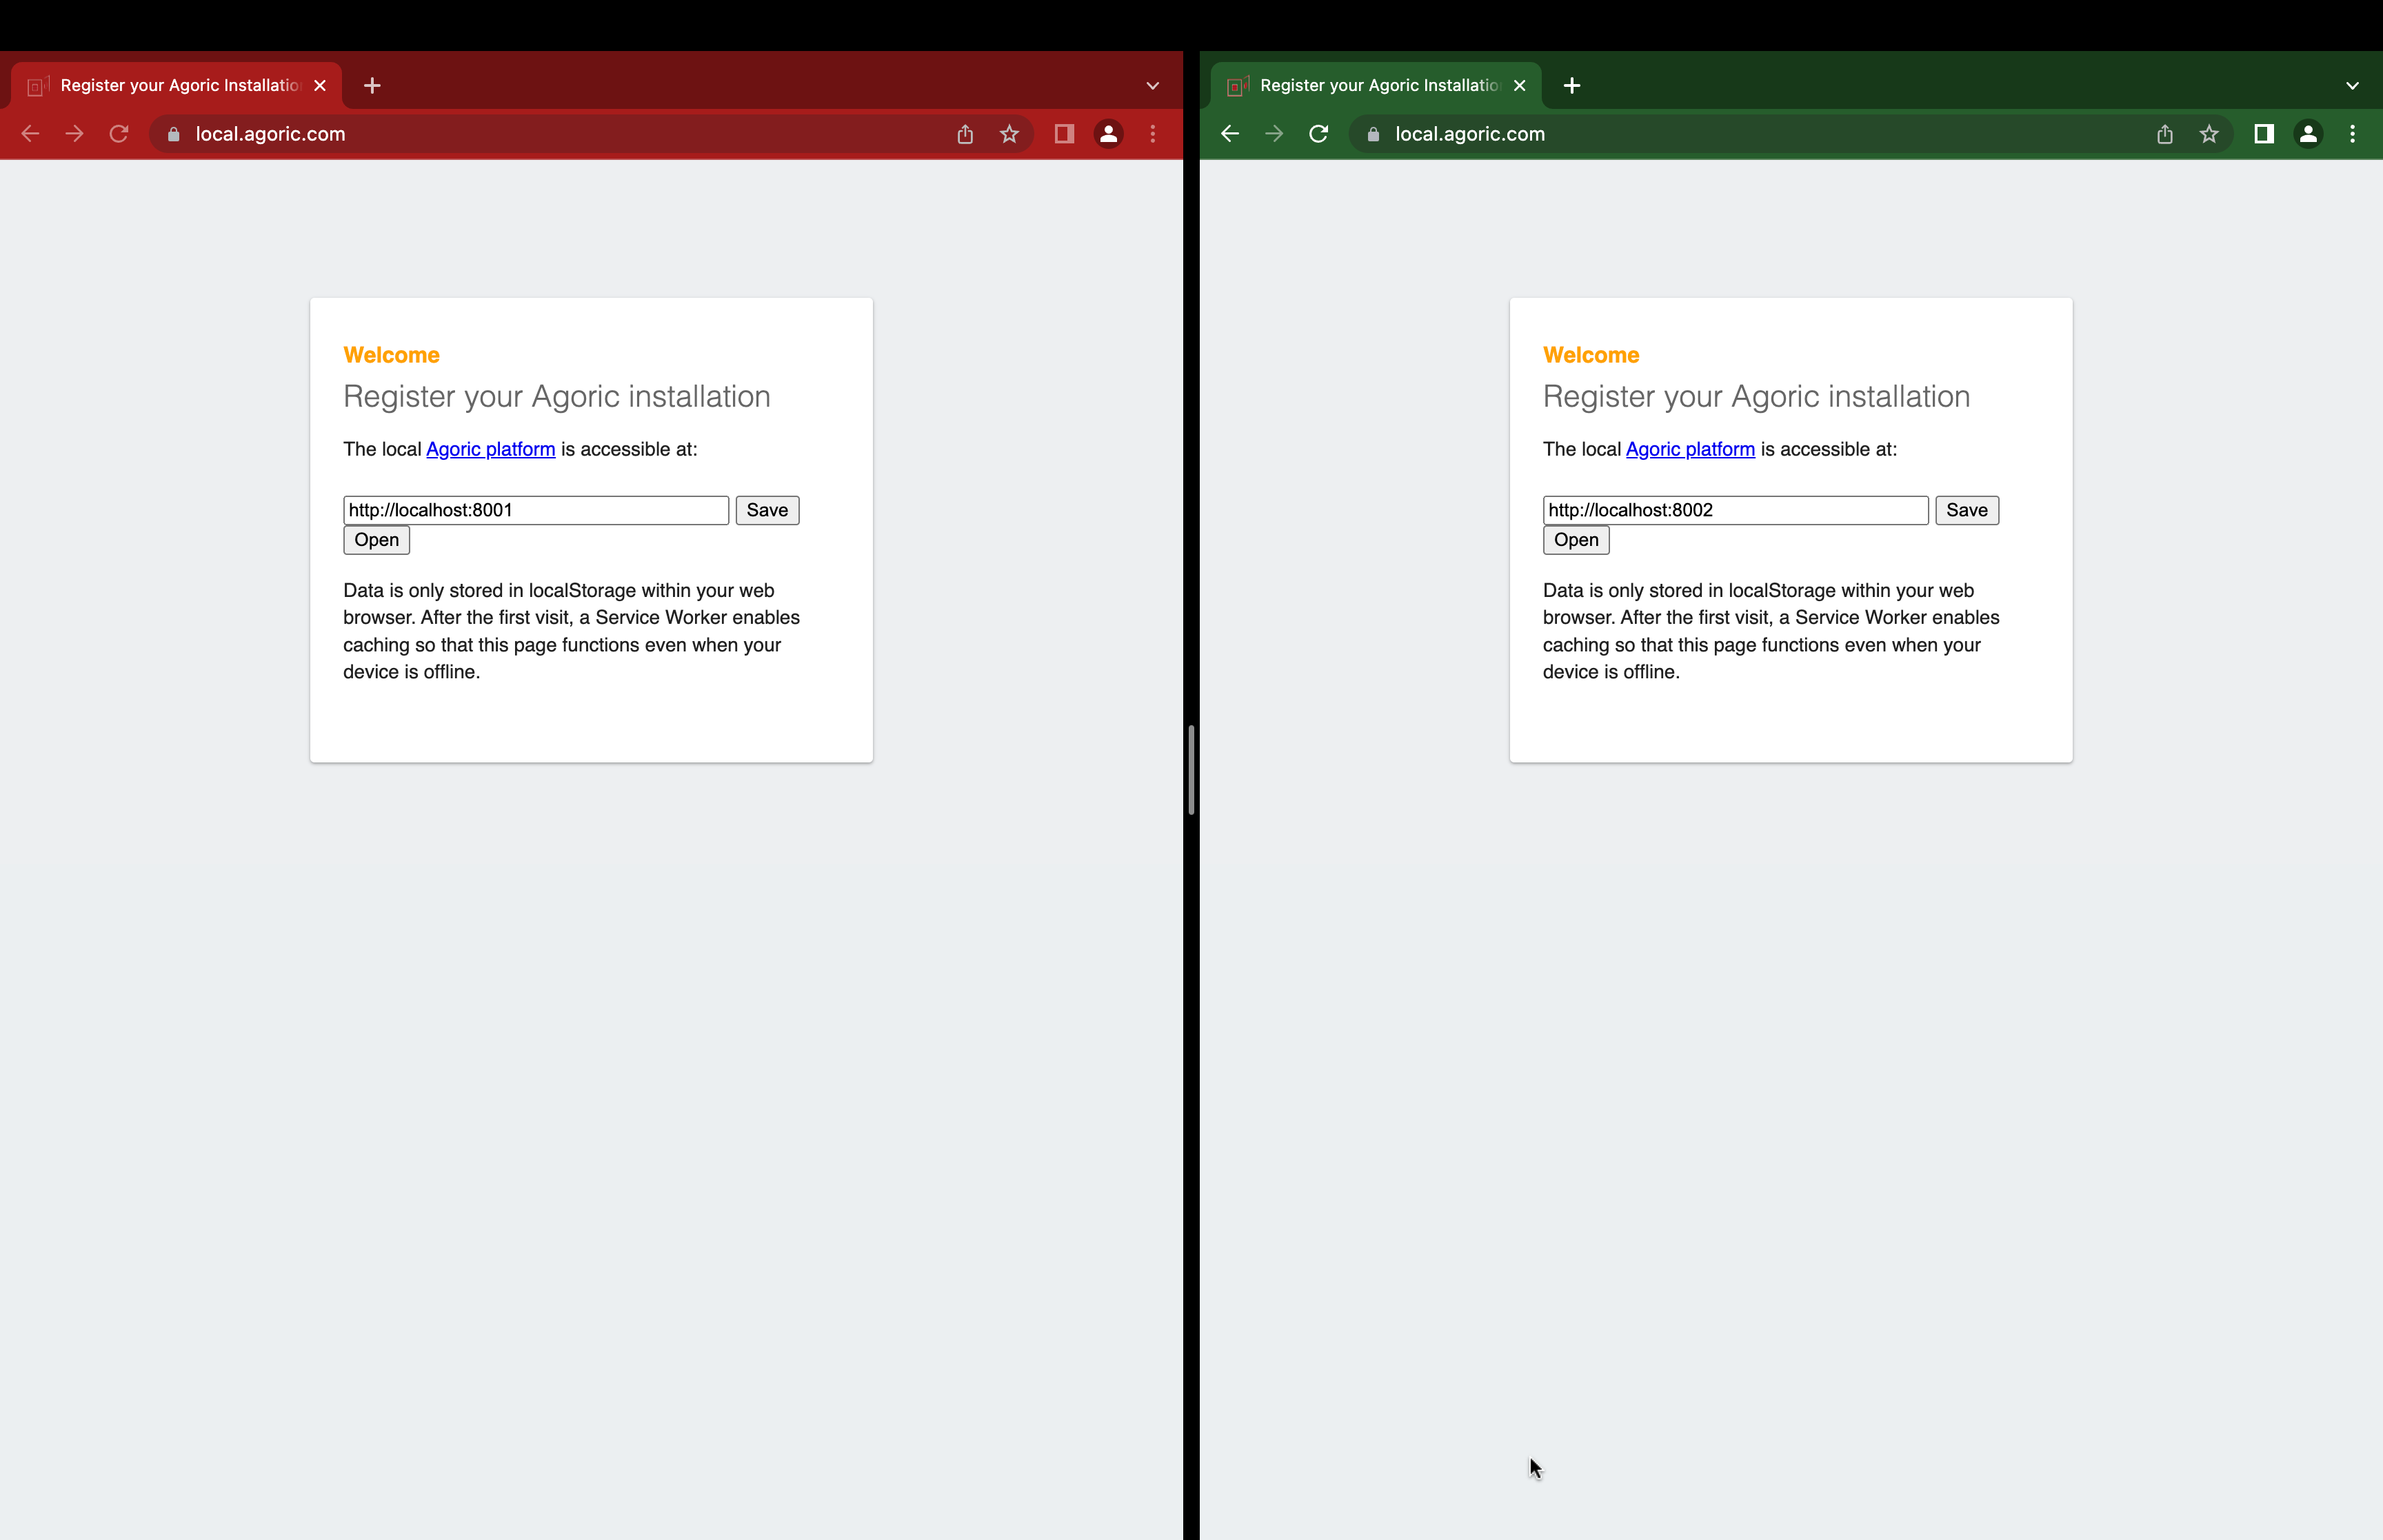 Register your Agoric Installatio
local.agoric.com
Welcome
Register your Agoric installation
The local Agoric platform is accessible at:
http://localhost:8001 Save
Open
Data is only stored in localStorage within your web
browser. After the first visit, a Service Worker enables
caching so that this page functions even when your
device is offline.
Register your Agoric Installatio
local.agoric.com
Welcome
Register your Agoric installation
The local Agoric platform is accessible at:
http://localhost:8002 Save
Open
Data is only stored in localStorage within your web
browser. After the first visit, a Service Worker enables
caching so that this page functions even when your
device is offline.